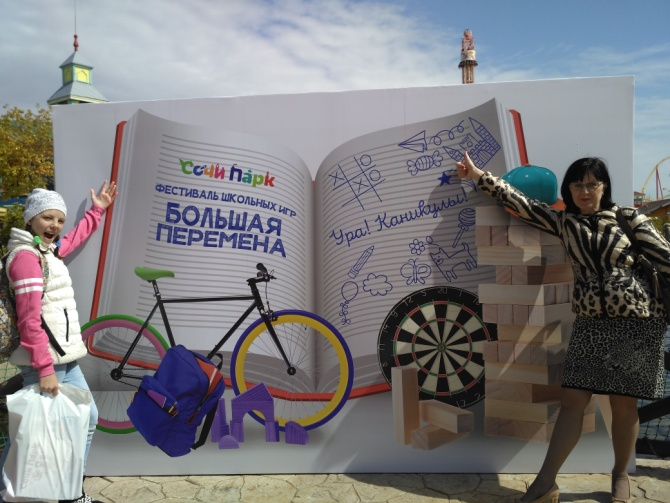 Сочи Парк
ФЕСТИВАЛЬ ШКОЛЬНЫХ ИГР
БОЛЬШАЯ
ПЕРЕМЕНА
Ура! Каникулы!